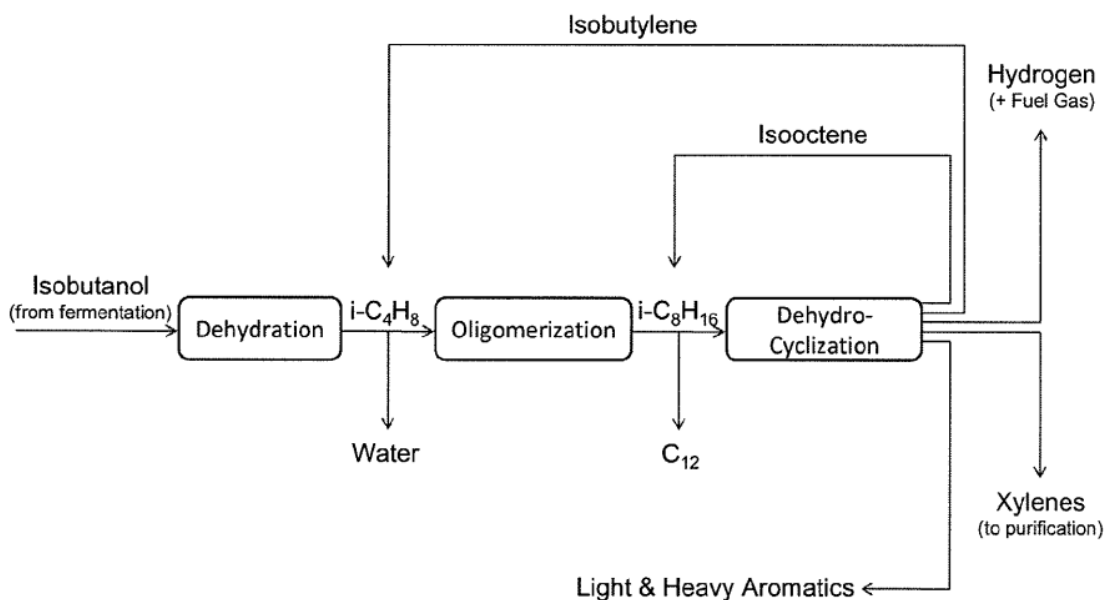 Isobutylene
Hydrogen
(+ Fuel Gas)
Isooctene
Isobutanol
(from fermentation)
Dehydration
i-C₄H₈
Oligomerization
i-C₈H₁₆
Dehydro-
Cyclization
Water
C₁₂
Xylenes
(to purification)
Light & Heavy Aromatics